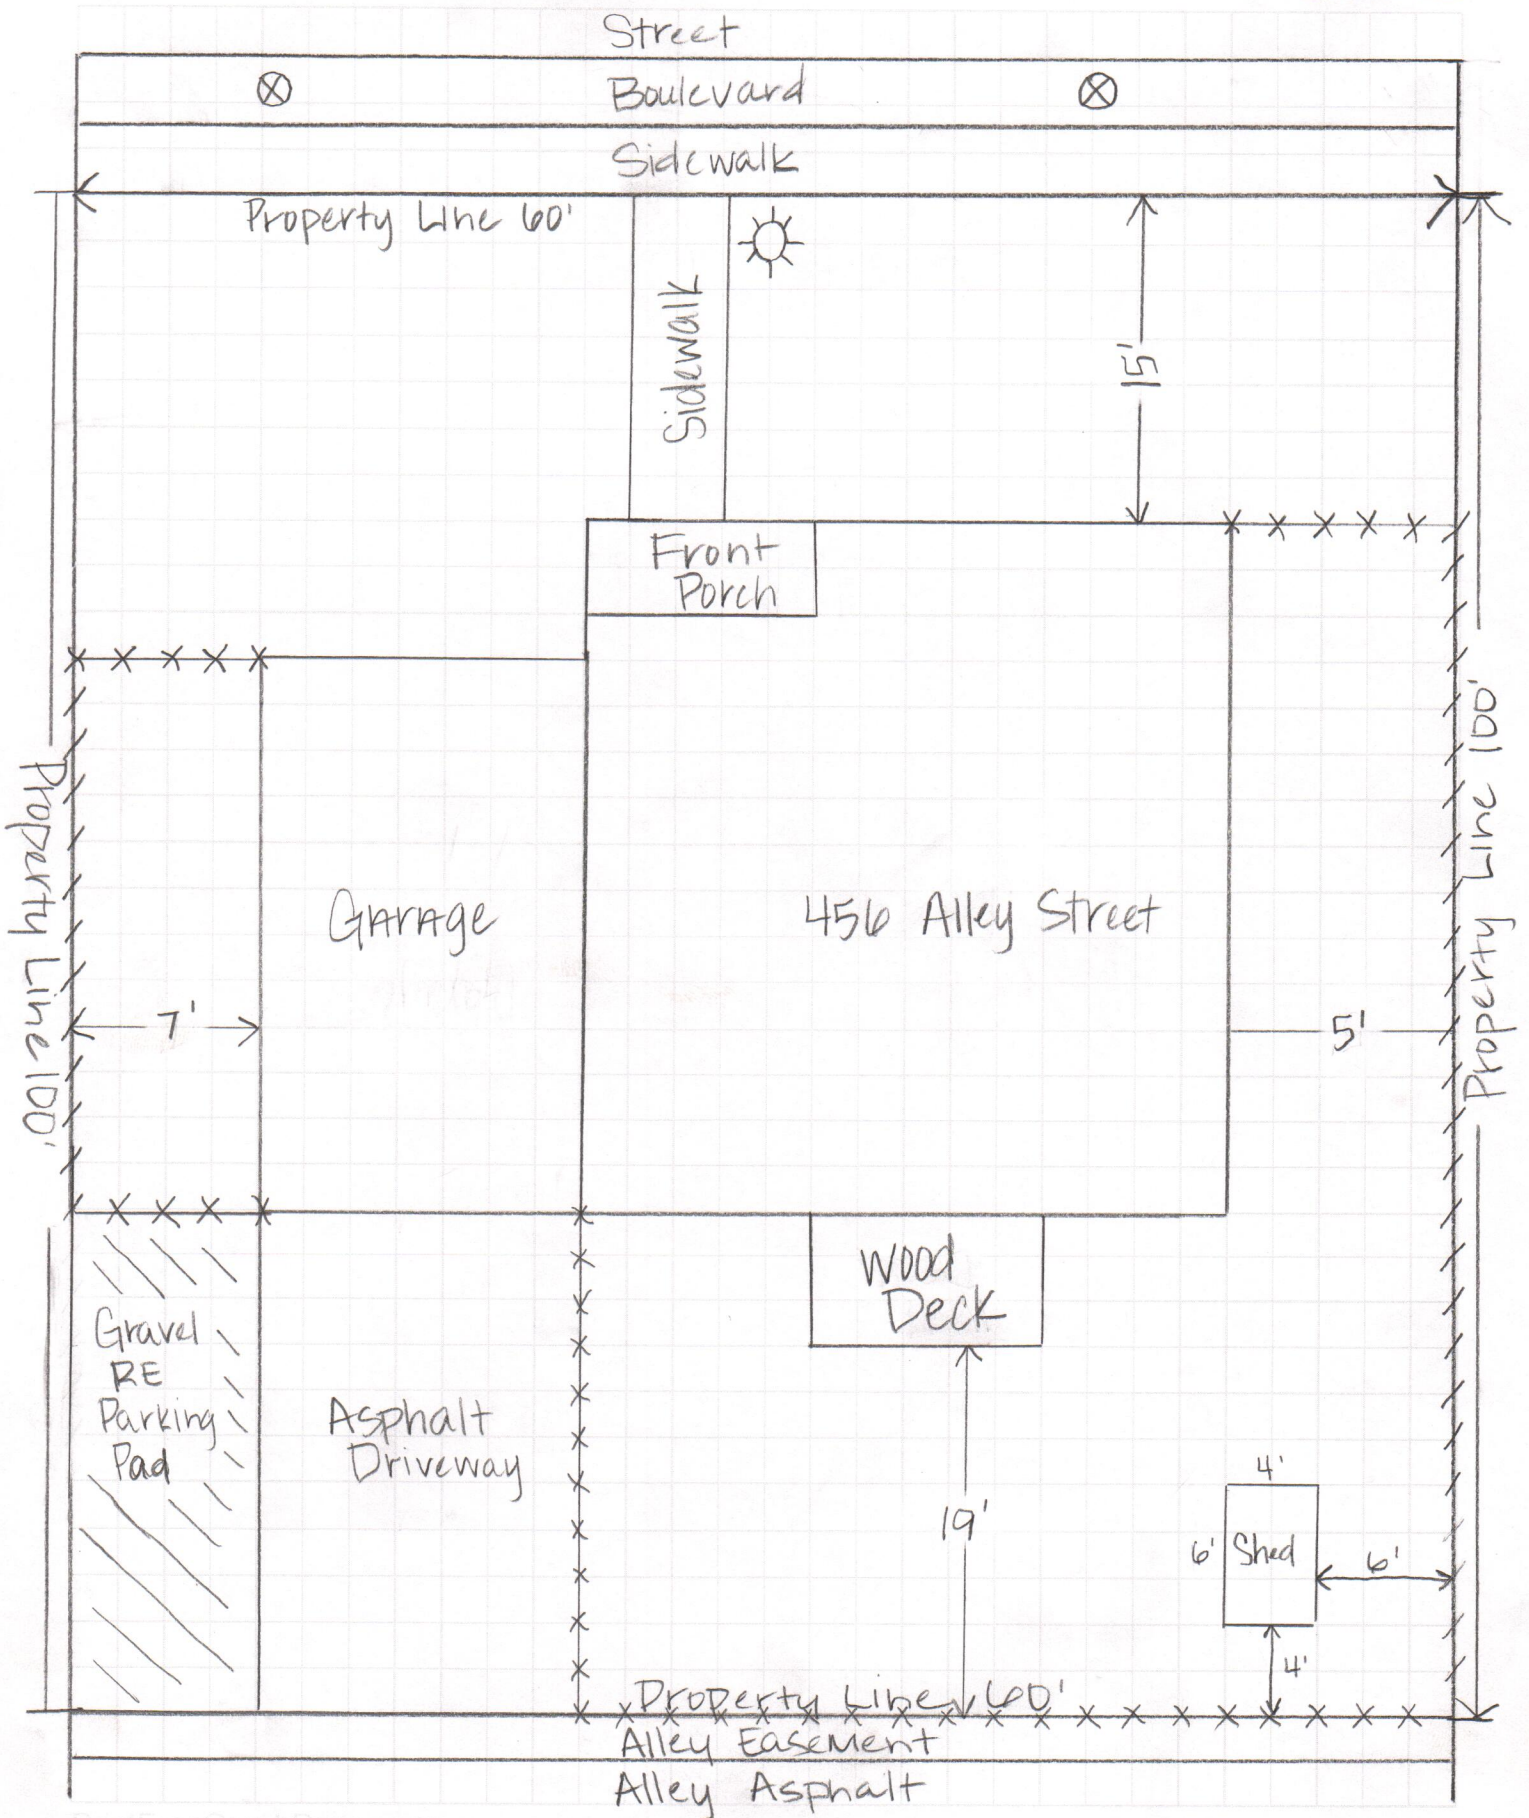 Street
Boulevard
Sidewalk
Property Line 60'
Sidewalk
15'
Front
Porch
Property Line 100'
Property Line 100'
Garage
456 Alley Street
7'
5'
Wood
Deck
Gravel
RE
Parking
Pad
Asphalt
Driveway
19'
4'
6'
Shed
6'
4'
Property Line 60'
Alley Easement
Alley Asphalt